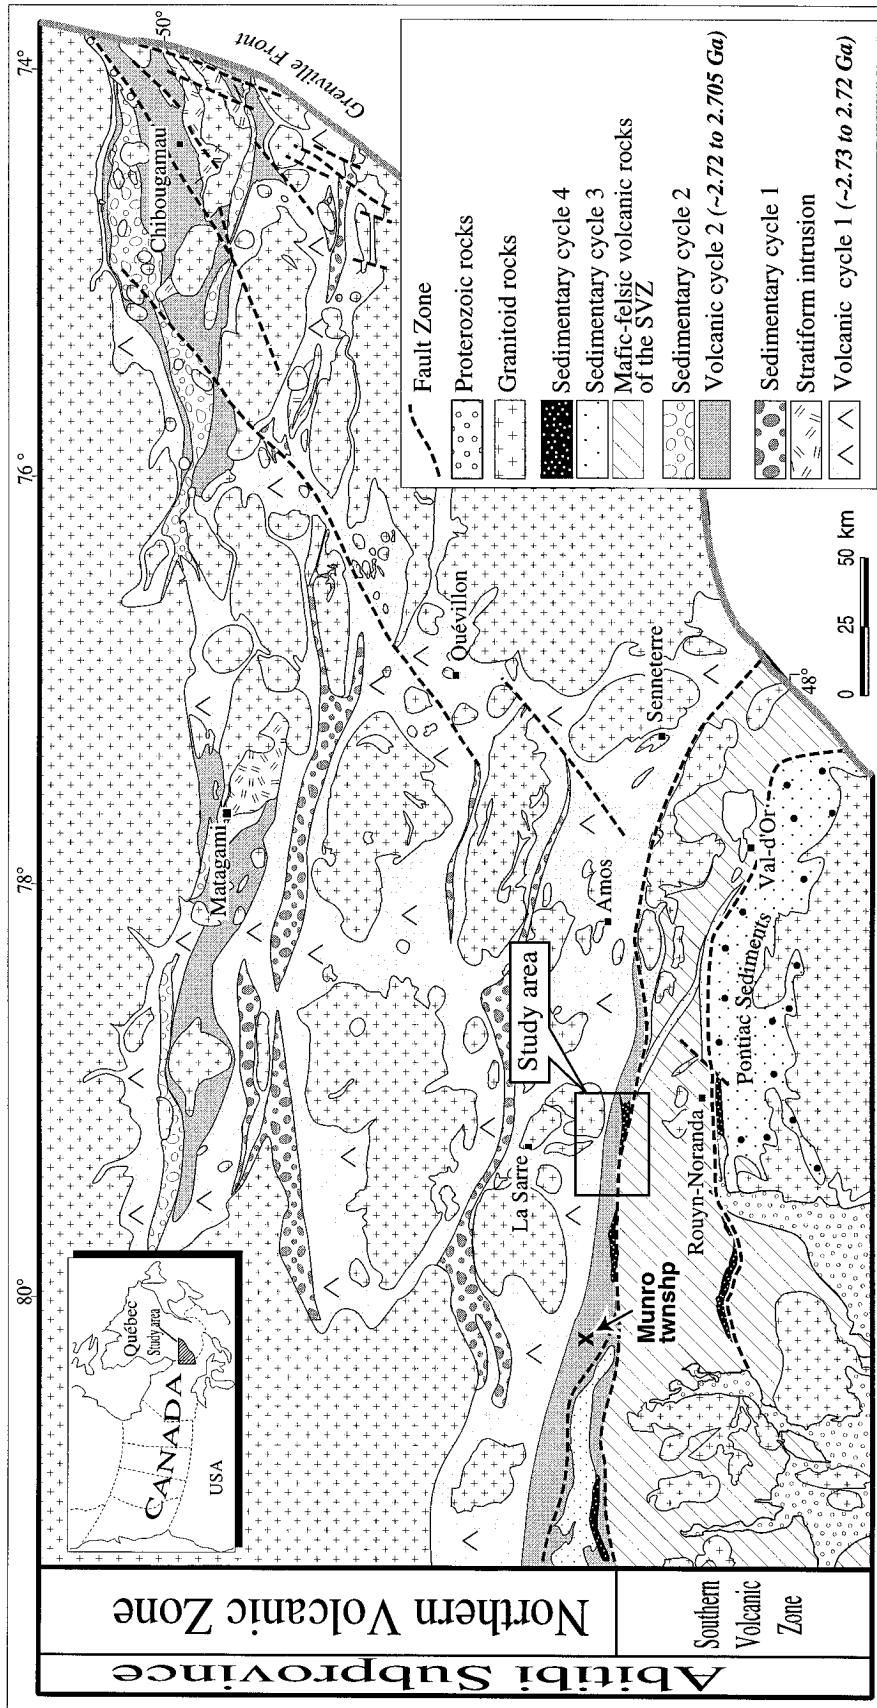 Abitibi Subprovince
Northern Volcanic Zone
Southern
Volcanic
Zone
CANADA
USA
Québec
Study area
80°
78°
76°
74°
50°
48°
Grenville Front
Chibougamau
Matagami
Quévillon
Senneterre
Val-d'Or
Amos
La Sarre
Study area
Rouyn-Noranda
Pontiac Sediments
X
Munro
twnshp
0 25 50 km
Fault Zone
Proterozoic rocks
Granitoid rocks
Sedimentary cycle 4
Sedimentary cycle 3
Mafic-felsic volcanic rocks
of the SVZ
Sedimentary cycle 2
Volcanic cycle 2 (~2.72 to 2.705 Ga)
Sedimentary cycle 1
Stratiform intrusion
Volcanic cycle 1 (~2.73 to 2.72 Ga)